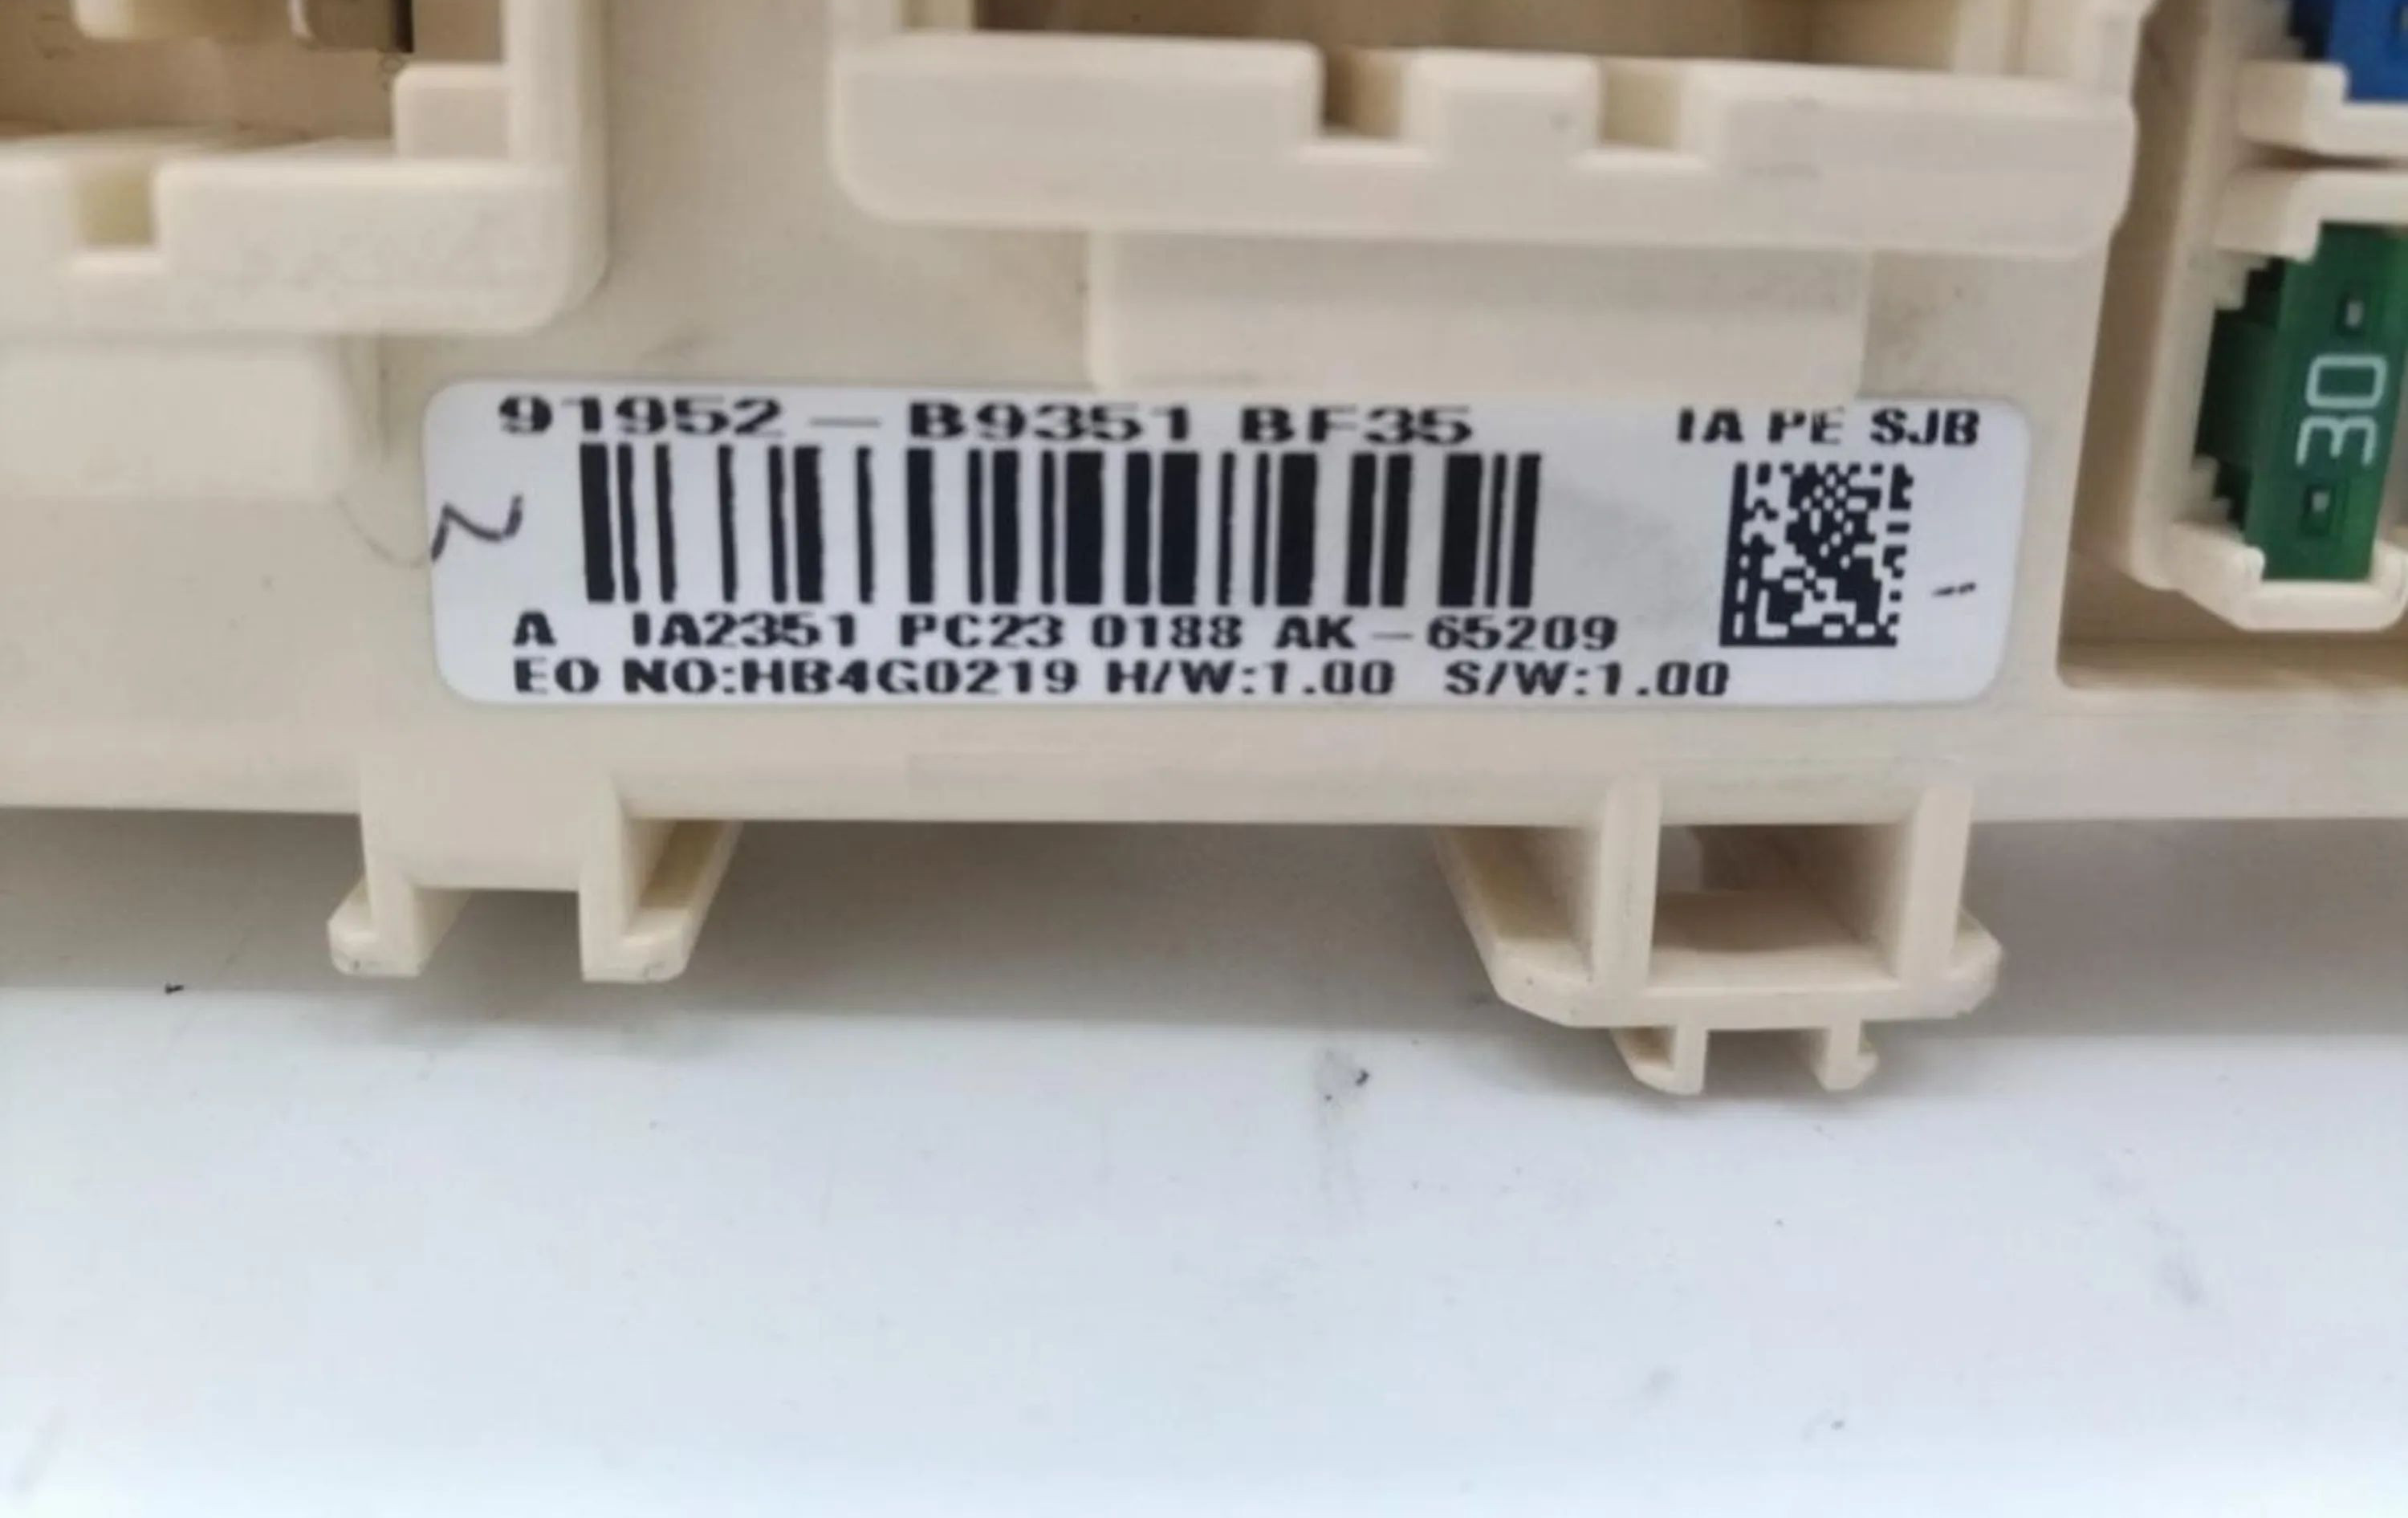 91952 — B9351 BF35 IA PE SJB
A IA2351 PC23 0188 AK-65209
EO NO:HB4G0219 H/W:1.00 S/W:1.00
30